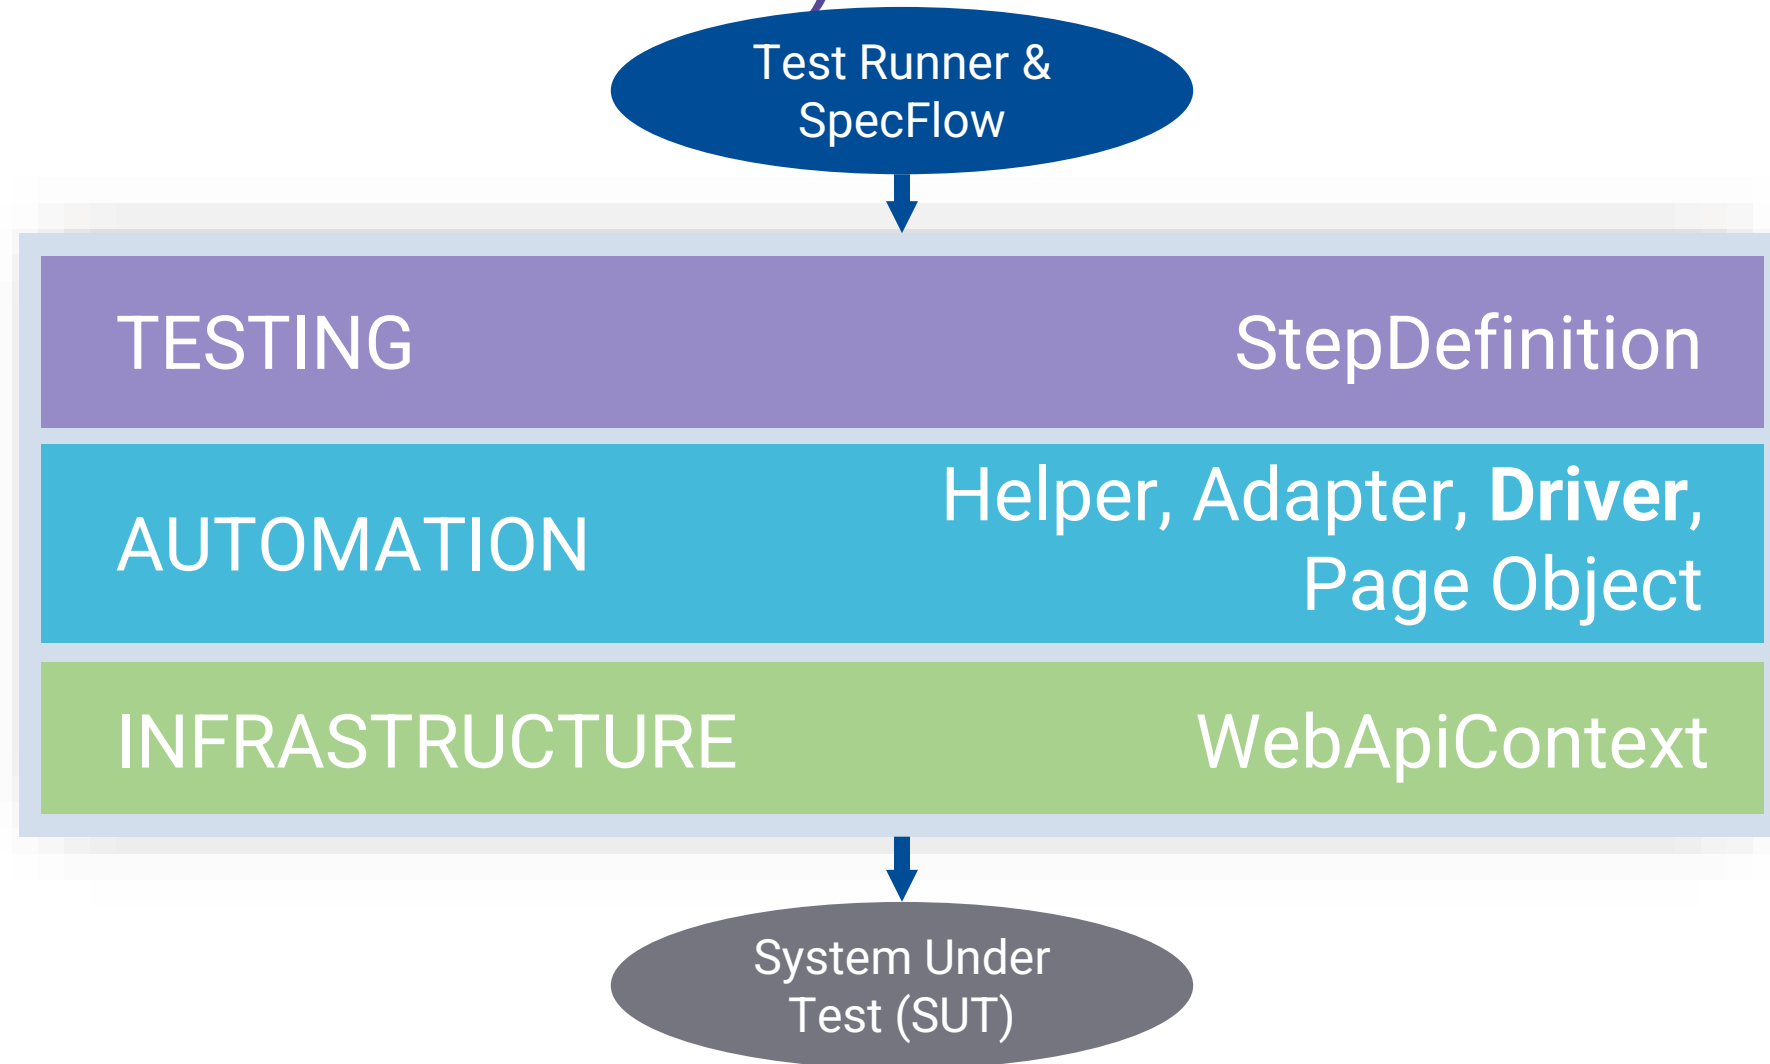 Test Runner &
SpecFlow
TESTING
StepDefinition
AUTOMATION
Helper, Adapter, Driver,
Page Object
INFRASTRUCTURE
WebApiContext
System Under
Test (SUT)